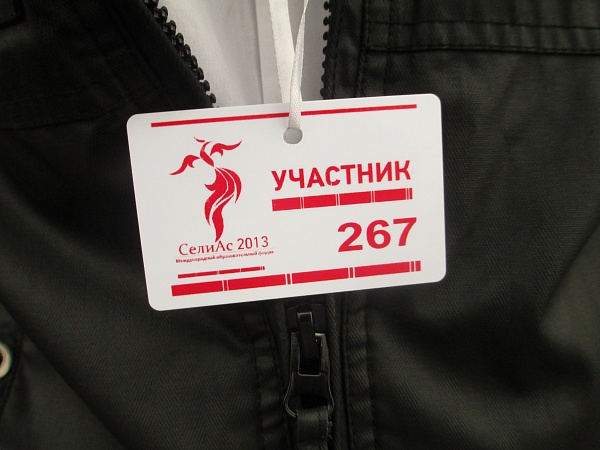 УЧАСТНИК
267
СелиАс 2013
Международный образовательный форум